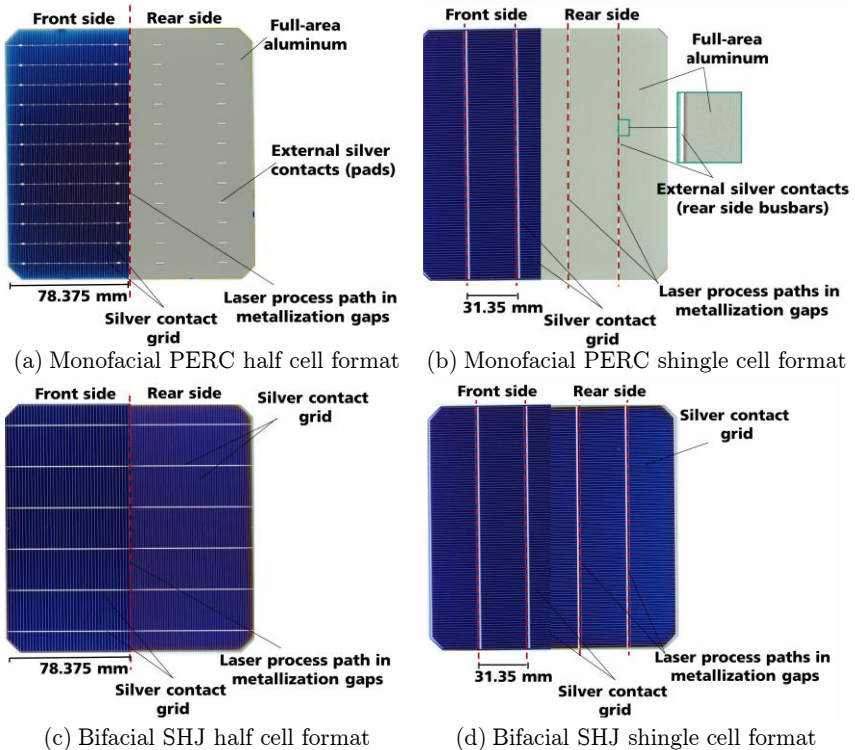 Front side Rear side
Full-area
aluminum
External silver
contacts (pads)
78.375 mm
Laser process path in
metallization gaps
Silver contact
grid
(a) Monofacial PERC half cell format
Front side Rear side
Full-area
aluminum
External silver contacts
(rear side busbars)
31.35 mm
Laser process paths in
metallization gaps
Silver contact
grid
(b) Monofacial PERC shingle cell format
Front side Rear side
Silver contact
grid
78.375 mm
Laser process path in
metallization gaps
Silver contact
grid
(c) Bifacial SHJ half cell format
Front side Rear side
Silver contact
grid
31.35 mm
Laser process paths in
metallization gaps
Silver contact
grid
(d) Bifacial SHJ shingle cell format